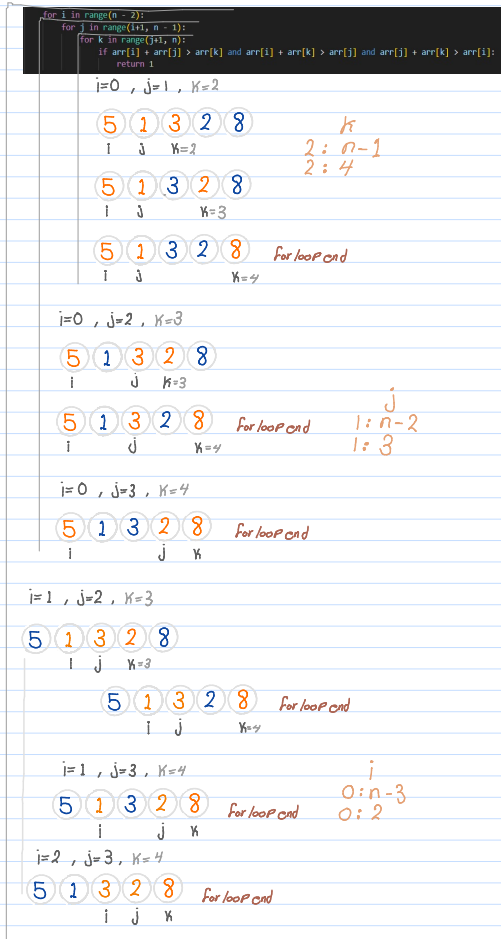 for i in range(n - 2):
for j in range(i+1, n - 1):
for k in range(j+1, n):
if arr[i] + arr[j] > arr[k] and arr[i] + arr[k] > arr[j] and arr[j] + arr[k] > arr[i]:
return 1
i=0 , j=1 , K=2
5 1 3 2 8
i j K=2
K
2 : n-1
2 : 4
5 1 3 2 8
i j K=3
5 1 3 2 8 for loop end
i j K=4
i=0 , j=2 , K=3
5 1 3 2 8
i j K=3
5 1 3 2 8 for loop end
i j K=4
j
1 : n-2
1 : 3
i=0 , j=3 , K=4
5 1 3 2 8 for loop end
i j K
i=1 , j=2 , K=3
5 1 3 2 8
i j K=3
5 1 3 2 8 for loop end
i j K=4
i=1 , j=3 , K=4
5 1 3 2 8 for loop end
i j K
i
0 : n-3
0 : 2
i=2 , j=3 , K=4
5 1 3 2 8 for loop end
i j K